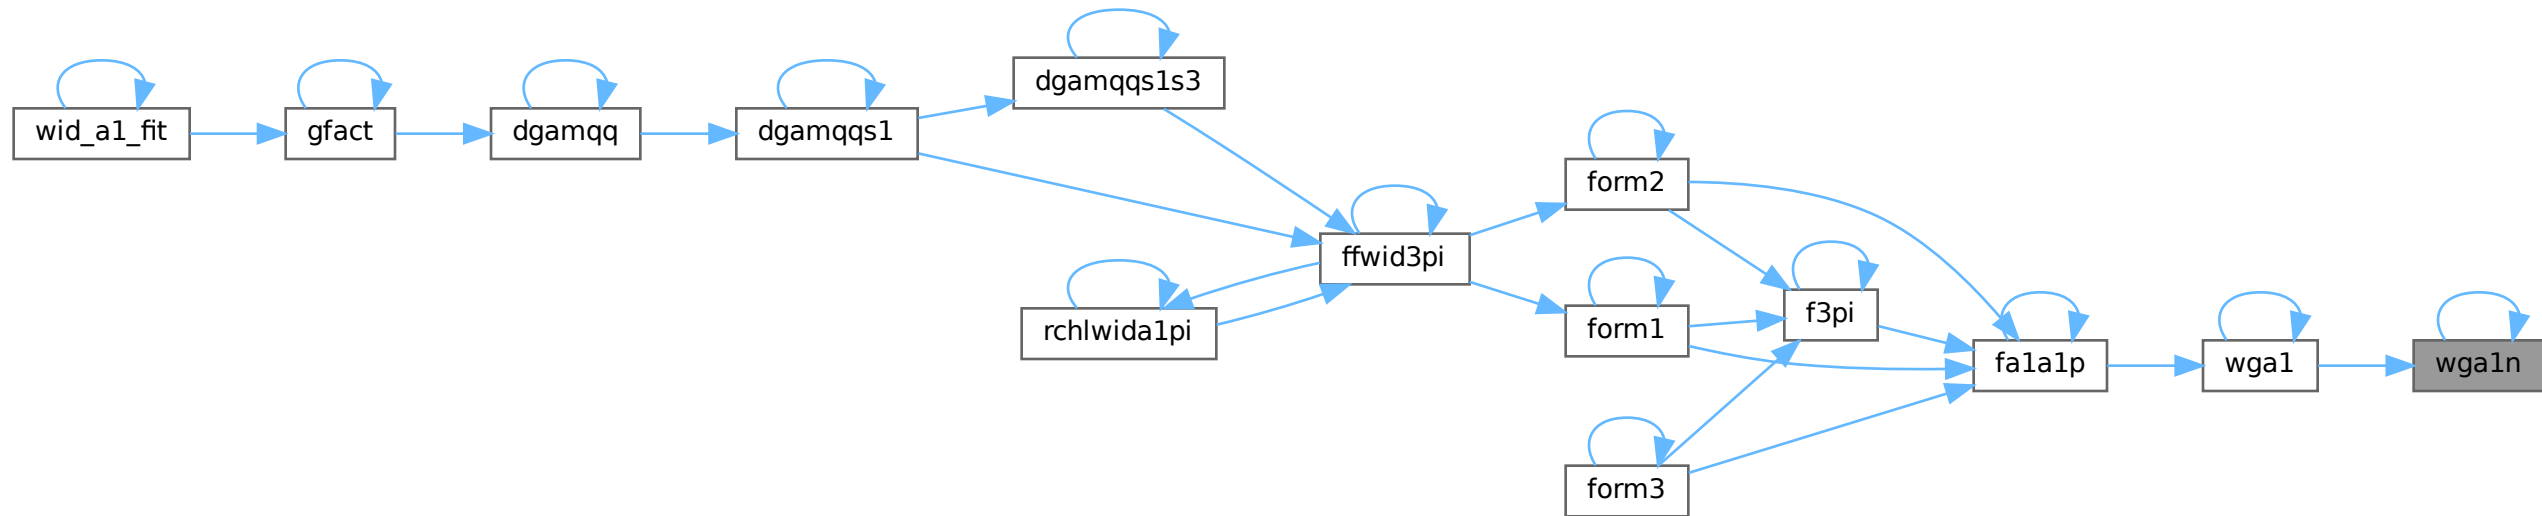 wid_a1_fit
gfact
dgamqq
dgamqqs1
dgamqqs1s3
rchlwida1pi
ffwid3pi
form2
form1
form3
f3pi
fa1a1p
wga1
wga1n